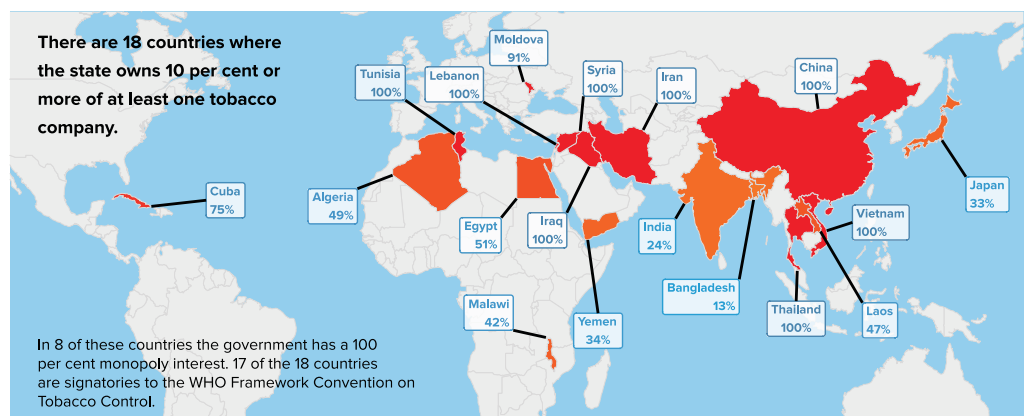 There are 18 countries where
the state owns 10 per cent or
more of at least one tobacco
company.
Moldova
91%
Tunisia
100%
Lebanon
100%
Syria
100%
Iran
100%
China
100%
Cuba
75%
Algeria
49%
Egypt
51%
Iraq
100%
India
24%
Japan
33%
Vietnam
100%
Bangladesh
13%
Malawi
42%
Yemen
34%
Thailand
100%
Laos
47%
In 8 of these countries the government has a 100
per cent monopoly interest. 17 of the 18 countries
are signatories to the WHO Framework Convention on
Tobacco Control.